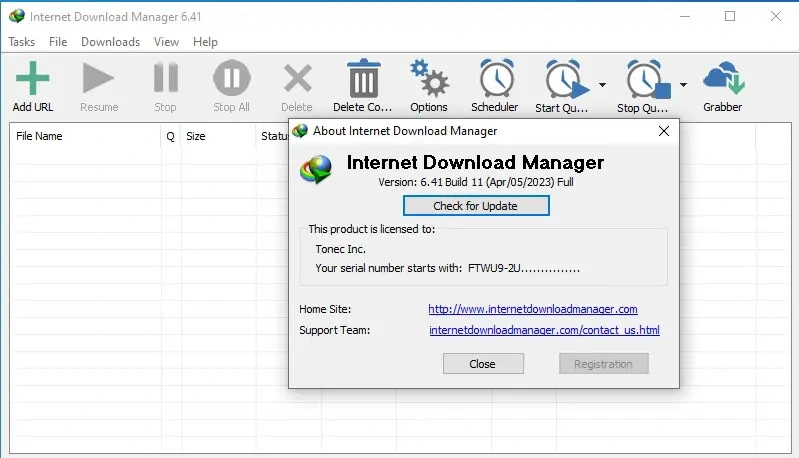 Internet Download Manager 6.41
Tasks File Downloads View Help
Add URL Resume Stop Stop All Delete Delete Co... Options Scheduler Start Qu... Stop Qu... Grabber
File Name Q Size Status
About Internet Download Manager
Internet Download Manager
Version: 6.41 Build 11 (Apr/05/2023) Full
Check for Update
This product is licensed to:
Tonec Inc.
Your serial number starts with: FTWU9-2U...............
Home Site: http://www.internetdownloadmanager.com
Support Team: internetdownloadmanager.com/contact_us.html
Close Registration